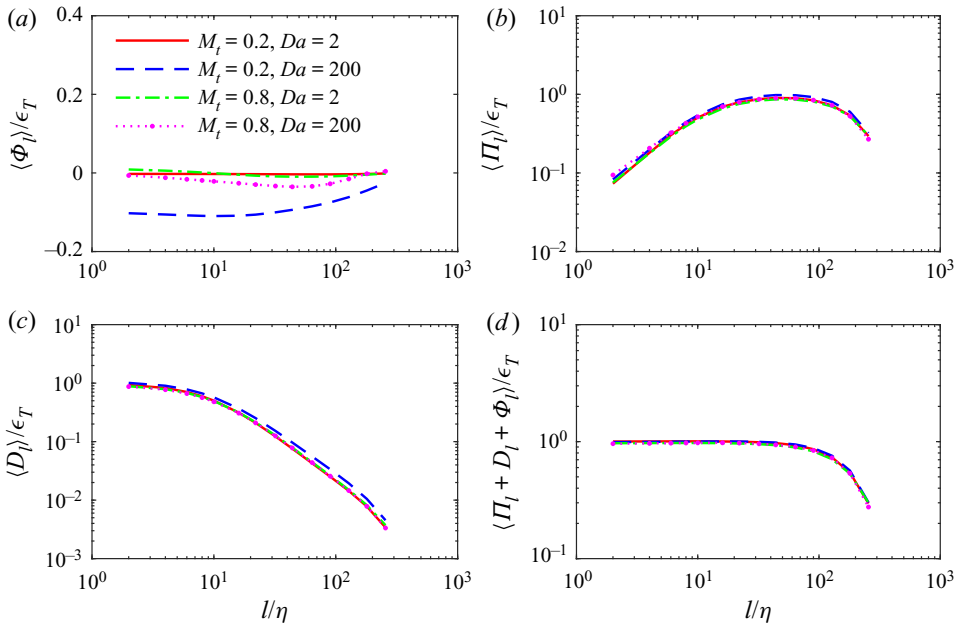 (a)
0.4
0.2
0
–0.2
⟨Φ_l⟩/ϵ_T
M_t = 0.2, Da = 2
M_t = 0.2, Da = 200
M_t = 0.8, Da = 2
M_t = 0.8, Da = 200
10^0
10^1
10^2
10^3
(b)
10^1
10^0
10^–1
10^–2
⟨Π_l⟩/ϵ_T
10^0
10^1
10^2
10^3
(c)
10^1
10^0
10^–1
10^–2
10^–3
⟨D_l⟩/ϵ_T
10^0
10^1
10^2
10^3
l/η
(d)
10^1
10^0
10^–1
⟨Π_l + D_l + Φ_l⟩/ϵ_T
10^0
10^1
10^2
10^3
l/η